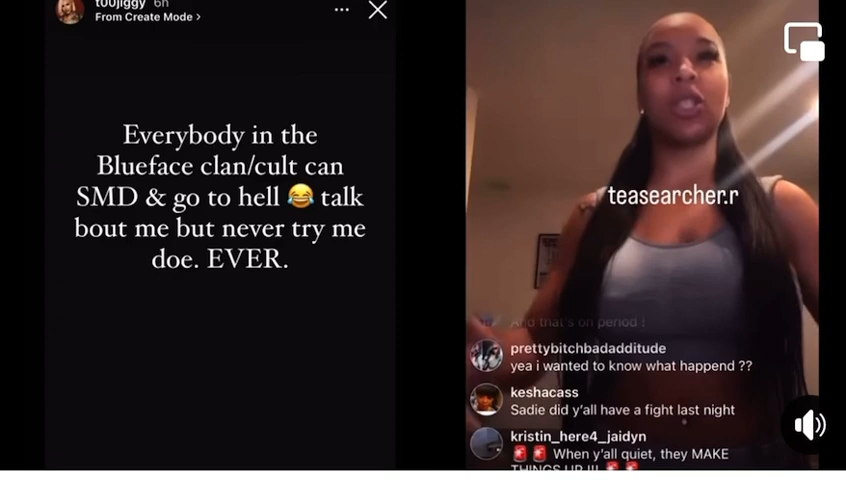 t00jiggy 6h
From Create Mode >
Everybody in the
Blueface clan/cult can
SMD & go to hell 😂 talk
bout me but never try me
doe. EVER.
teasearcher.r
And that's on period !
prettybitchbadadditude
yea i wanted to know what happend ??
keshacass
Sadie did y'all have a fight last night
kristin_here4_jaidyn
🚨🚨 When y'all quiet, they MAKE
THINGS UP !!! 🚨🚨